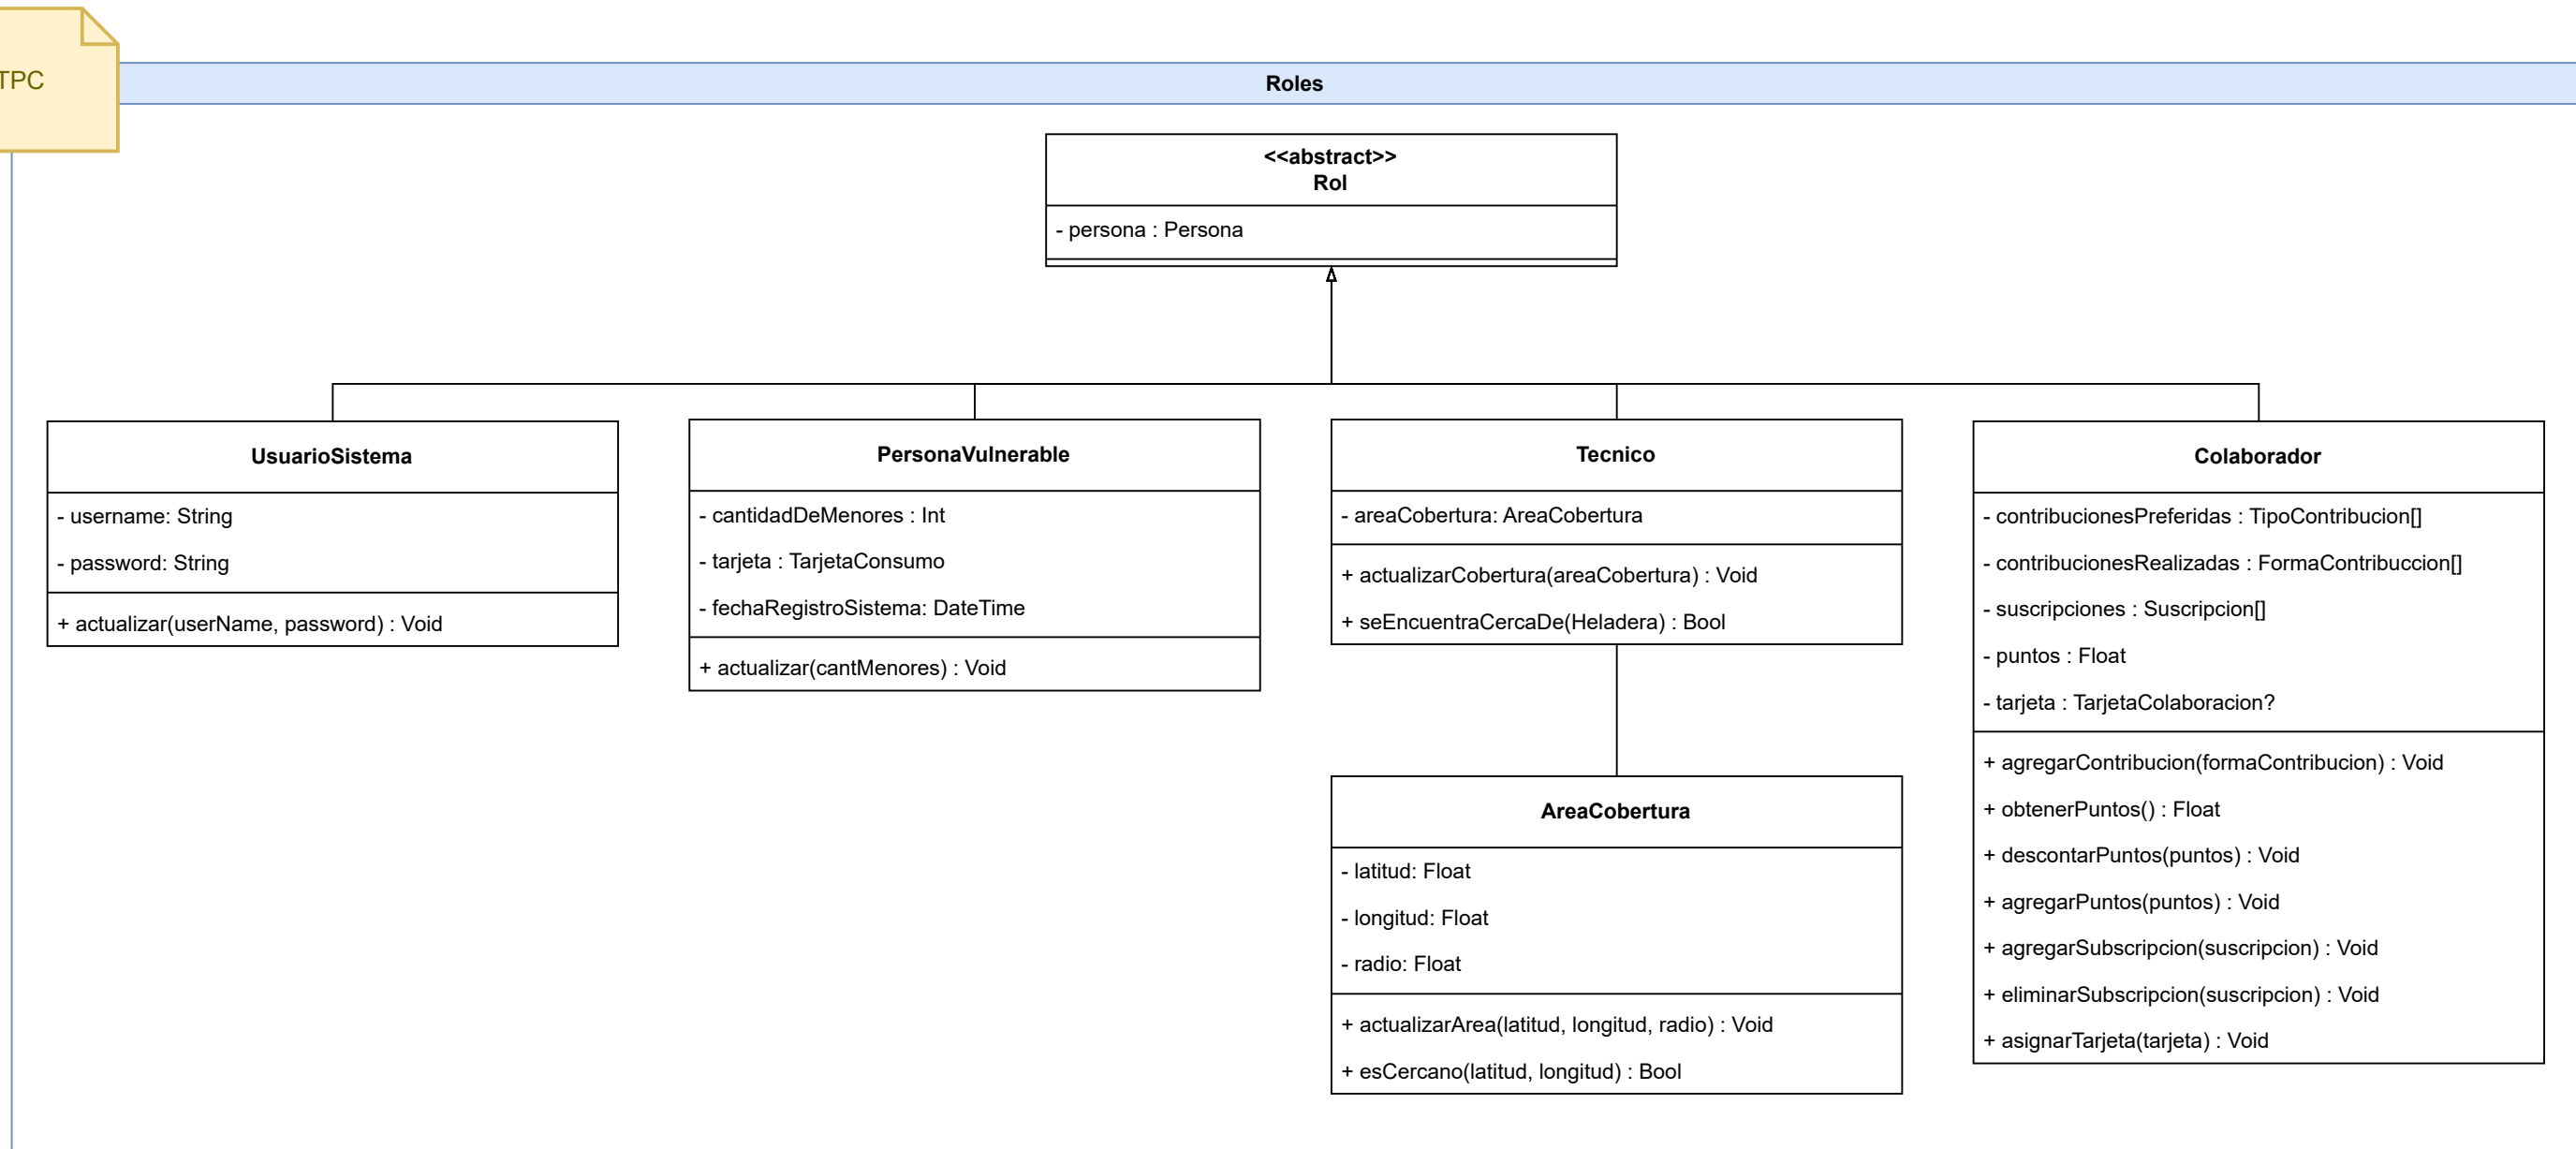 TPC
Roles
<<abstract>>
Rol
- persona : Persona
UsuarioSistema
- username: String
- password: String
+ actualizar(userName, password) : Void
PersonaVulnerable
- cantidadDeMenores : Int
- tarjeta : TarjetaConsumo
- fechaRegistroSistema: DateTime
+ actualizar(cantMenores) : Void
Tecnico
- areaCobertura: AreaCobertura
+ actualizarCobertura(areaCobertura) : Void
+ seEncuentraCercaDe(Heladera) : Bool
AreaCobertura
- latitud: Float
- longitud: Float
- radio: Float
+ actualizarArea(latitud, longitud, radio) : Void
+ esCercano(latitud, longitud) : Bool
Colaborador
- contribucionesPreferidas : TipoContribucion[]
- contribucionesRealizadas : FormaContribuccion[]
- suscripciones : Suscripcion[]
- puntos : Float
- tarjeta : TarjetaColaboracion?
+ agregarContribucion(formaContribucion) : Void
+ obtenerPuntos() : Float
+ descontarPuntos(puntos) : Void
+ agregarPuntos(puntos) : Void
+ agregarSubscripcion(suscripcion) : Void
+ eliminarSubscripcion(suscripcion) : Void
+ asignarTarjeta(tarjeta) : Void